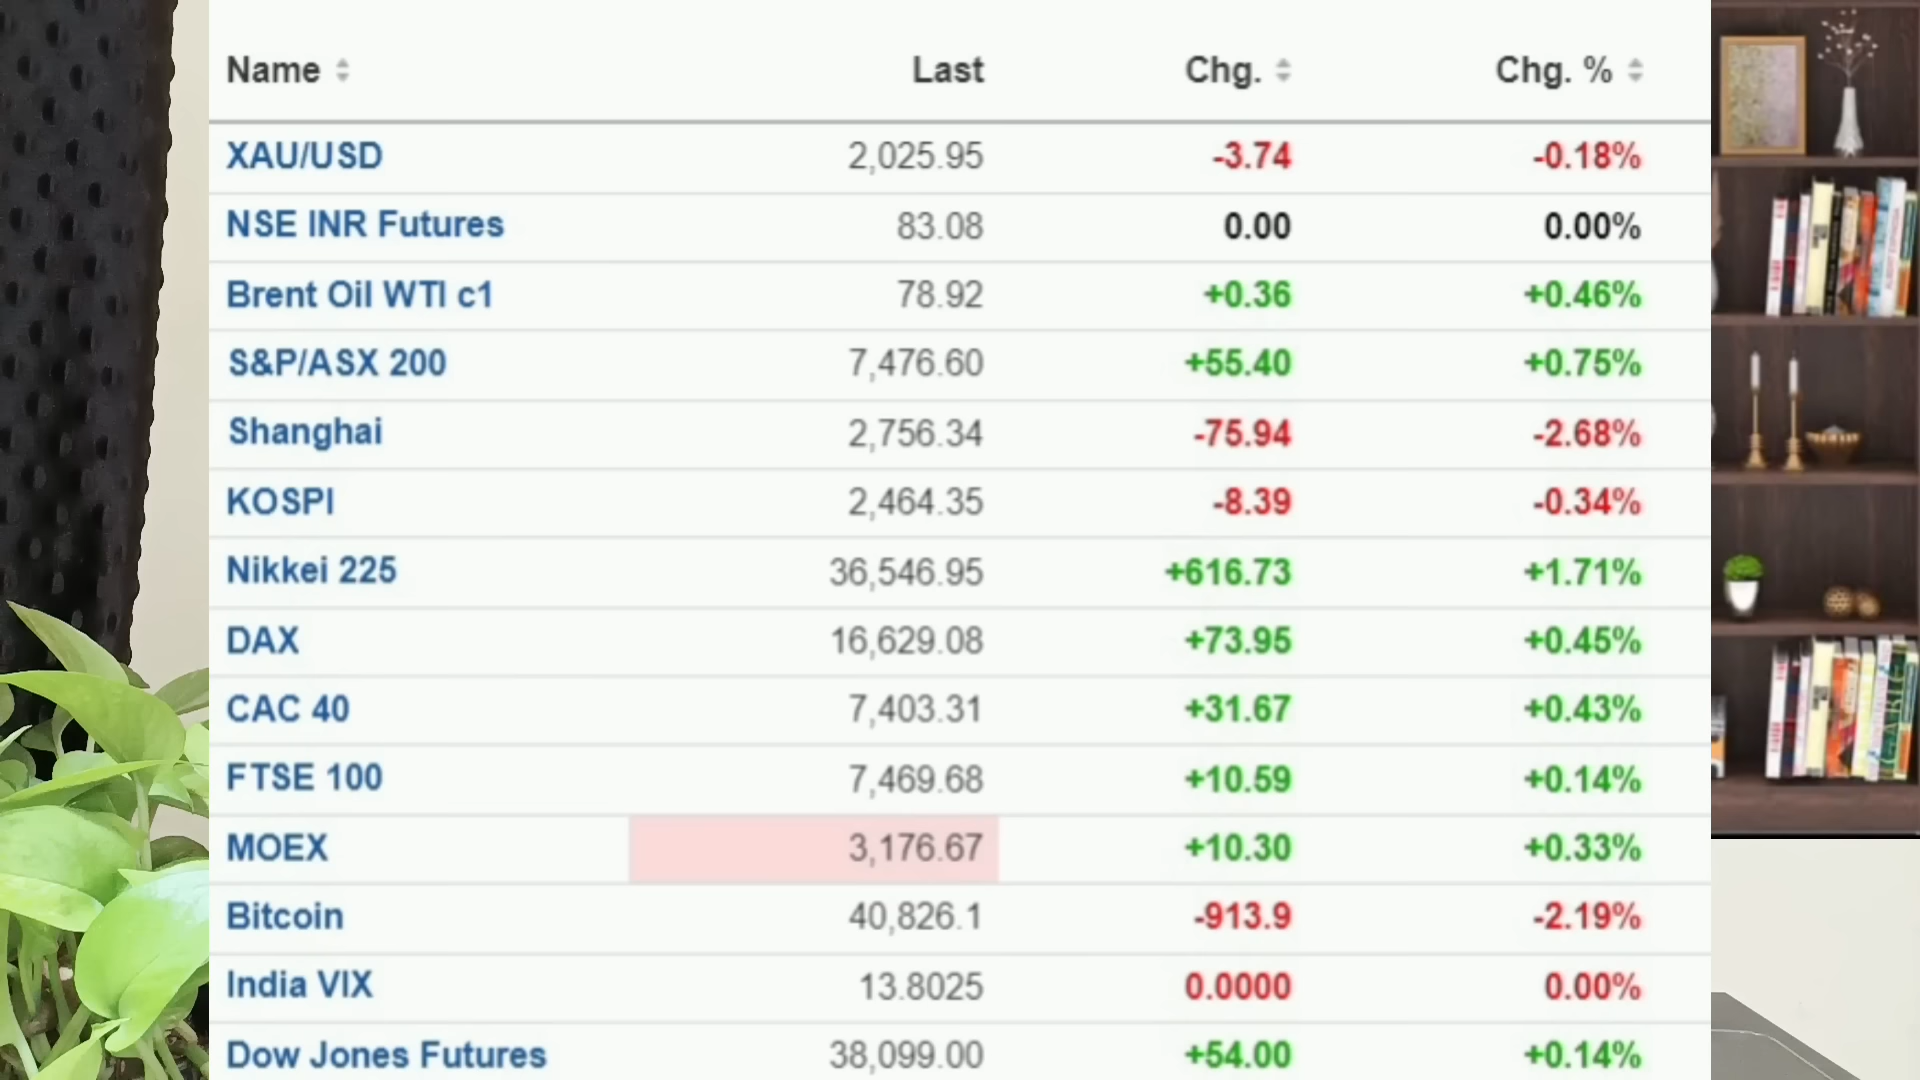 Name Last Chg. Chg. %
XAU/USD 2,025.95 -3.74 -0.18%
NSE INR Futures 83.08 0.00 0.00%
Brent Oil WTI c1 78.92 +0.36 +0.46%
S&P/ASX 200 7,476.60 +55.40 +0.75%
Shanghai 2,756.34 -75.94 -2.68%
KOSPI 2,464.35 -8.39 -0.34%
Nikkei 225 36,546.95 +616.73 +1.71%
DAX 16,629.08 +73.95 +0.45%
CAC 40 7,403.31 +31.67 +0.43%
FTSE 100 7,469.68 +10.59 +0.14%
MOEX 3,176.67 +10.30 +0.33%
Bitcoin 40,826.1 -913.9 -2.19%
India VIX 13.8025 0.0000 0.00%
Dow Jones Futures 38,099.00 +54.00 +0.14%